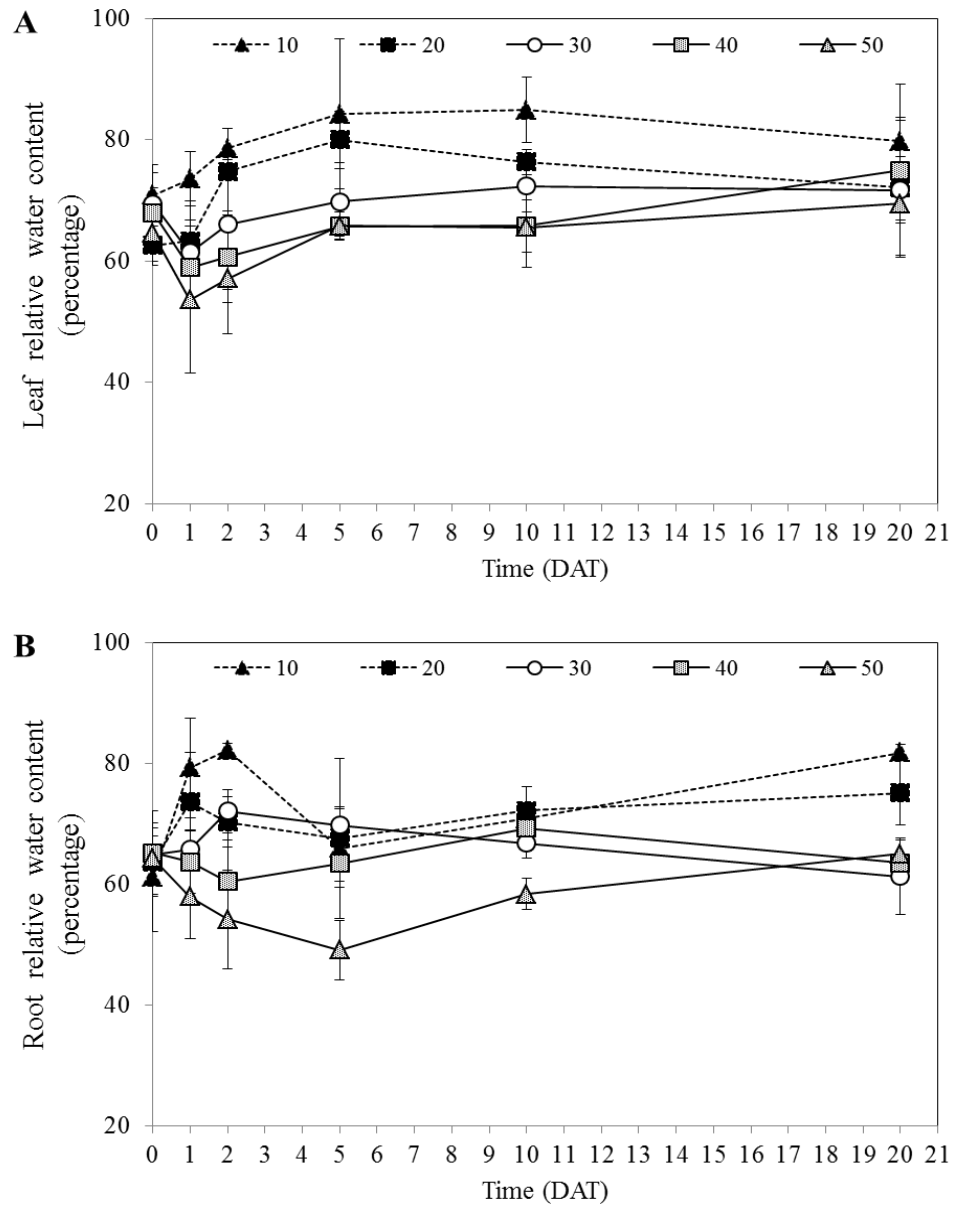 A
100
80
60
40
20
10 20 30 40 50
Leaf relative water content
(percentage)
0 1 2 3 4 5 6 7 8 9 10 11 12 13 14 15 16 17 18 19 20 21
Time (DAT)
B
100
80
60
40
20
10 20 30 40 50
Root relative water content
(percentage)
0 1 2 3 4 5 6 7 8 9 10 11 12 13 14 15 16 17 18 19 20 21
Time (DAT)